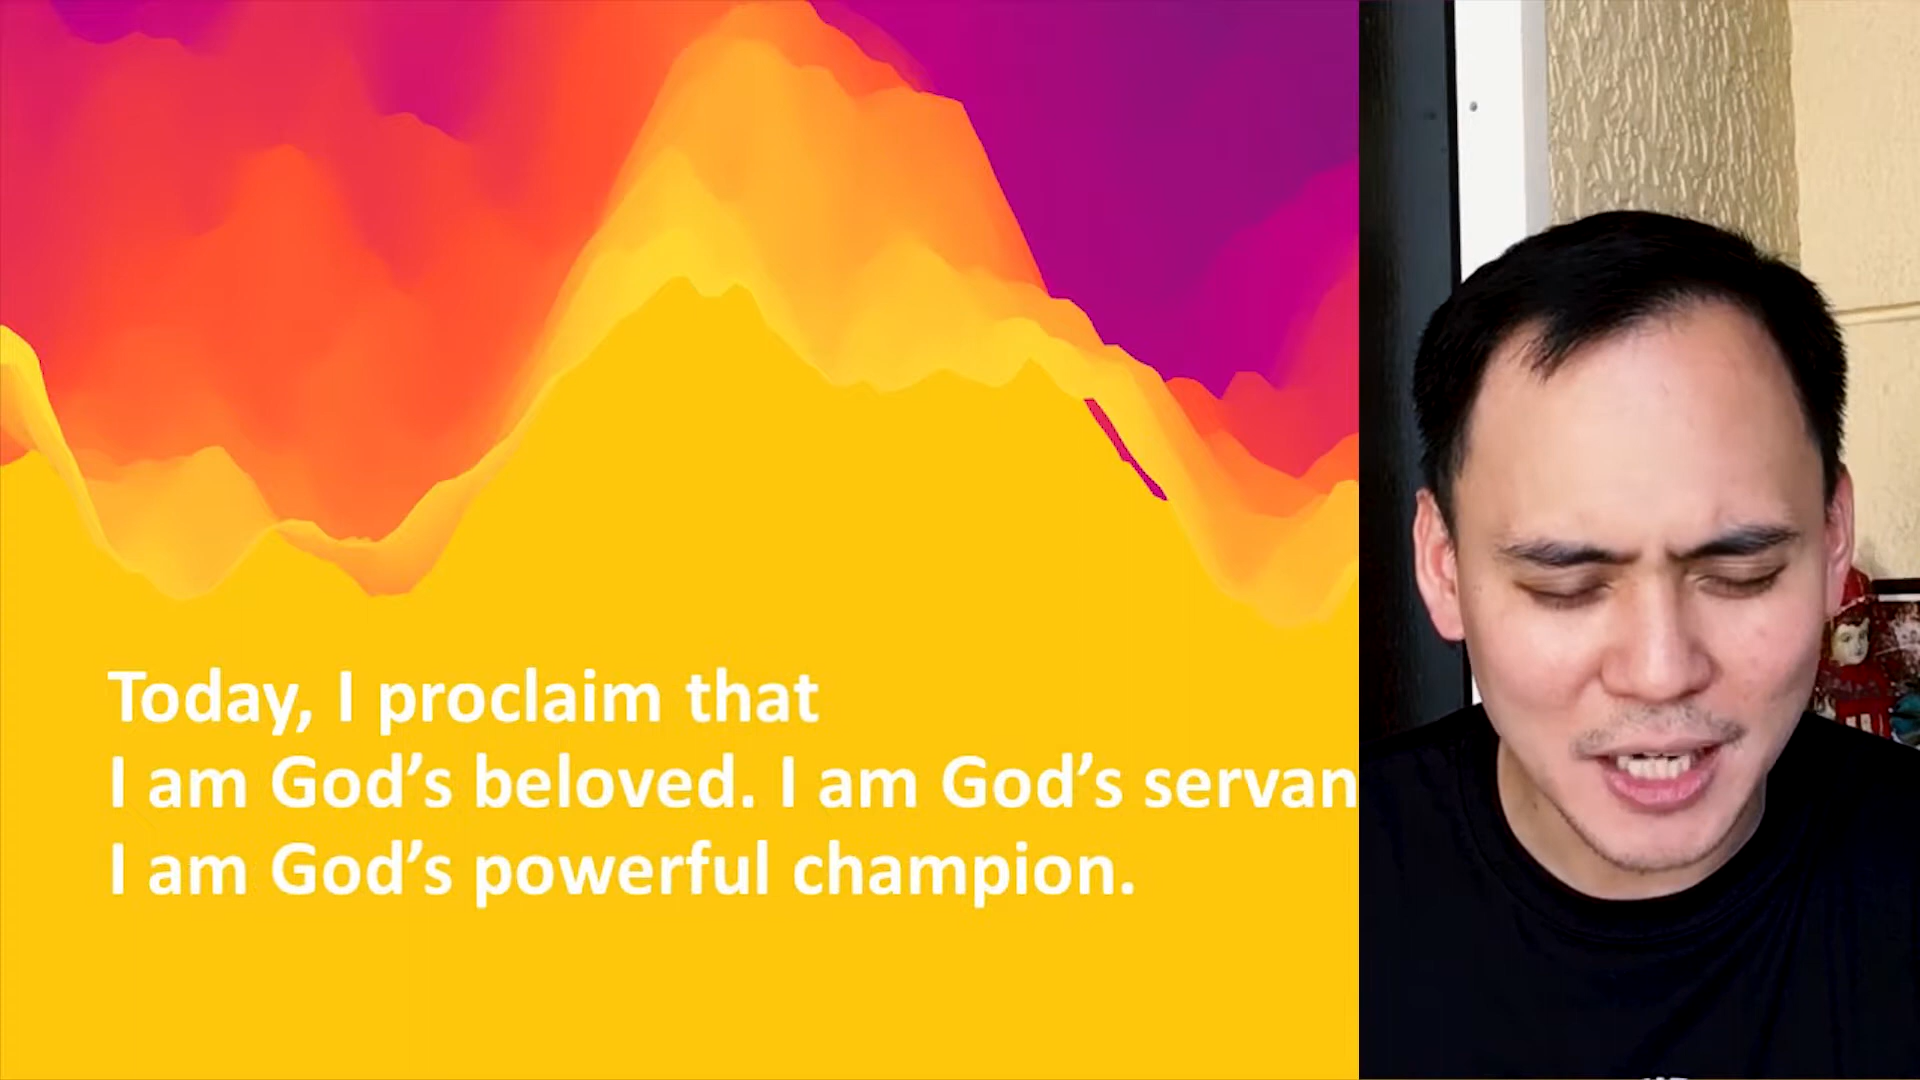 Today, I proclaim that
I am God’s beloved. I am God’s servan
I am God’s powerful champion.